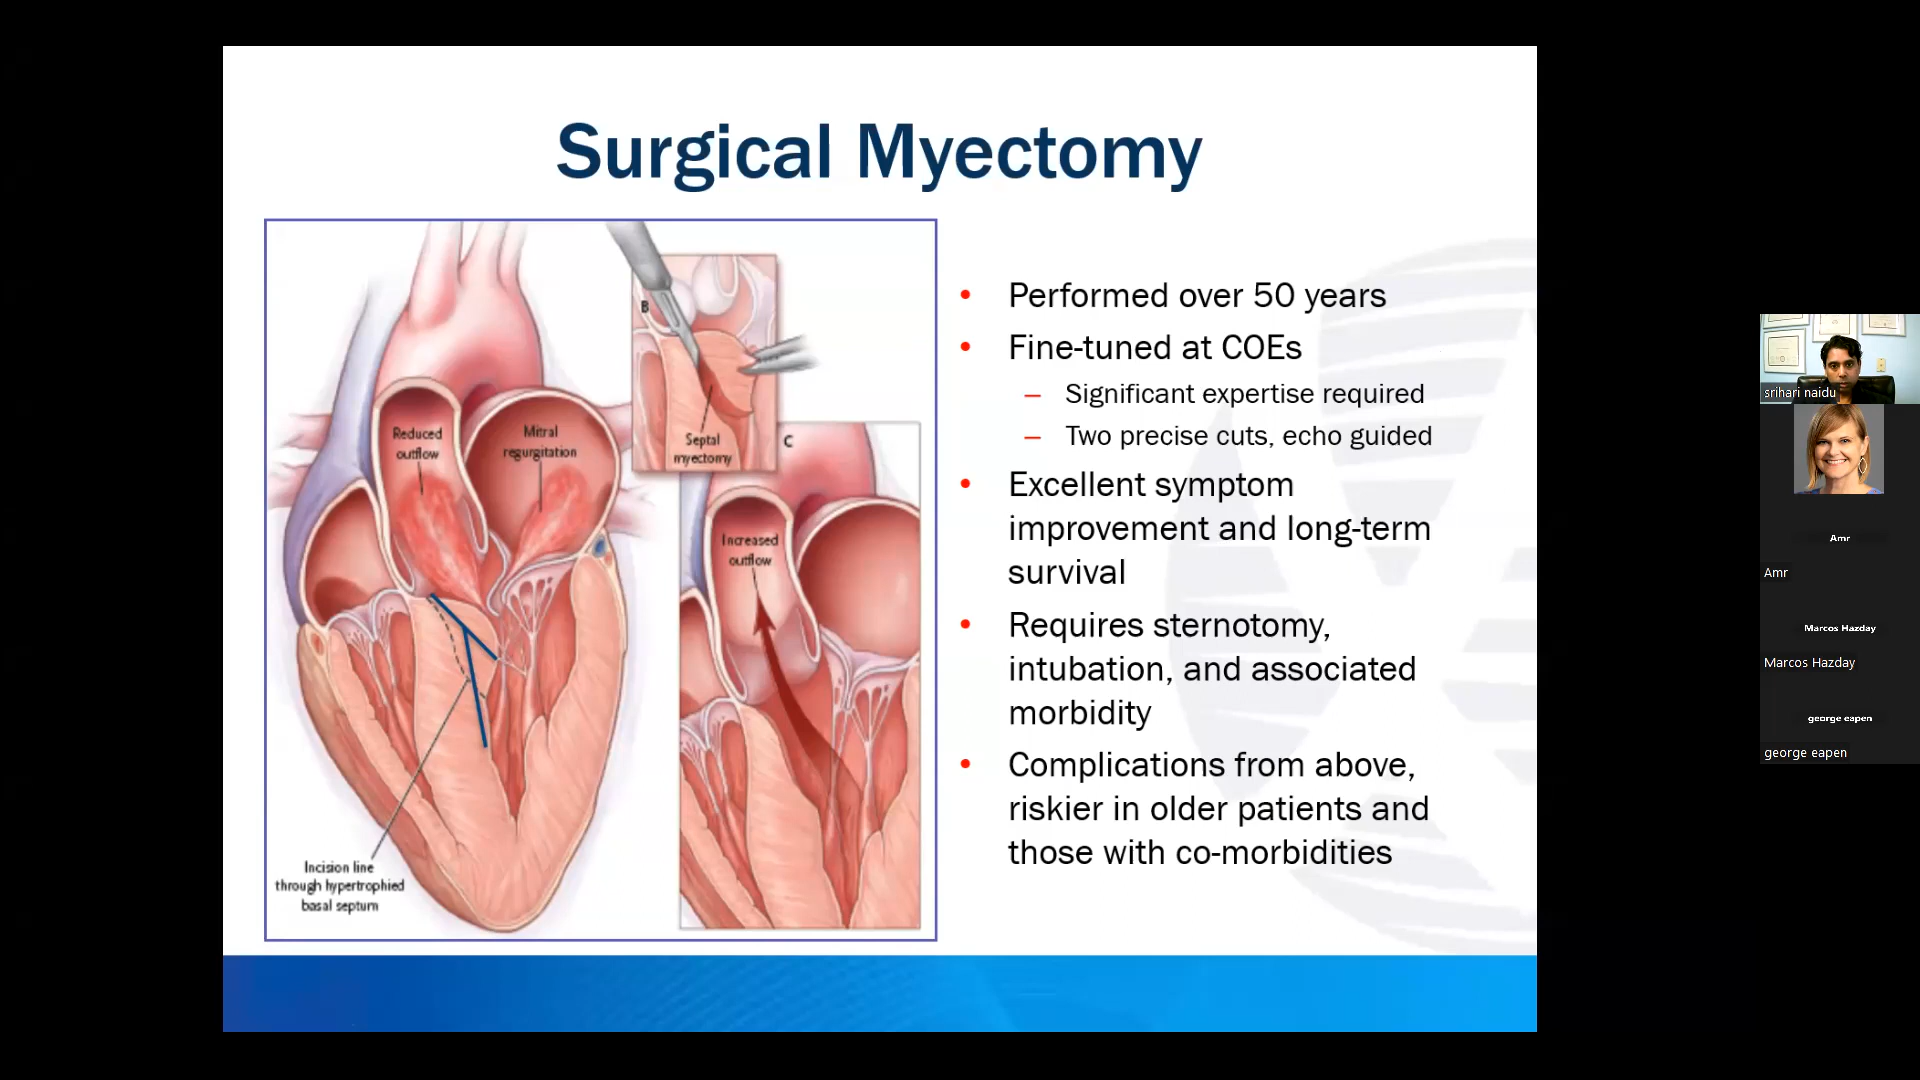 Surgical Myectomy
Reduced
outflow
Mitral
regurgitation
B
Septal
myectomy
C
Increased
outflow
Incision line
through hypertrophied
basal septum
• Performed over 50 years
• Fine-tuned at COEs
– Significant expertise required
– Two precise cuts, echo guided
• Excellent symptom
improvement and long-term
survival
• Requires sternotomy,
intubation, and associated
morbidity
• Complications from above,
riskier in older patients and
those with co-morbidities
srihari naidu
Amr
Amr
Marcos Hazday
Marcos Hazday
george eapen
george eapen